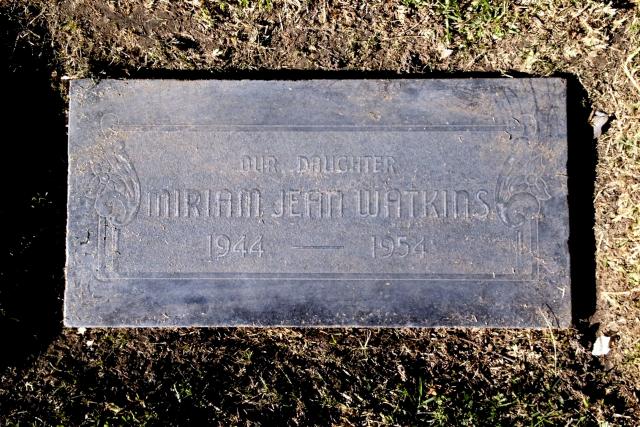 OUR DAUGHTER
MIRIAM JEAN WATKINS
1944 — 1954